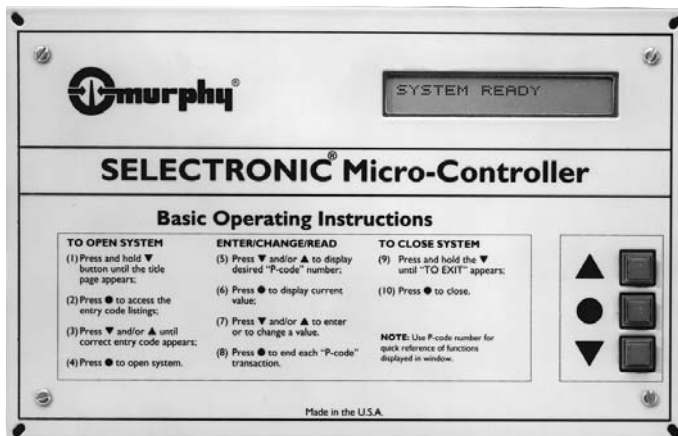 murphy®
SYSTEM READY
SELECTRONIC® Micro-Controller
Basic Operating Instructions
TO OPEN SYSTEM
(1) Press and hold ▼
button until the title
page appears;
(2) Press ● to access the
entry code listings;
(3) Press ▼ and/or ▲ until
correct entry code appears;
(4) Press ● to open system.
ENTER/CHANGE/READ
(5) Press ▼ and/or ▲ to display
desired "P-code" number;
(6) Press ● to display current
value;
(7) Press ▼ and/or ▲ to enter
or to change a value.
(8) Press ● to end each "P-code"
transaction.
TO CLOSE SYSTEM
(9) Press and hold the ▼
until "TO EXIT" appears;
(10) Press ● to close.
NOTE: Use P-code number for
quick reference of functions
displayed in window.
Made in the U.S.A.